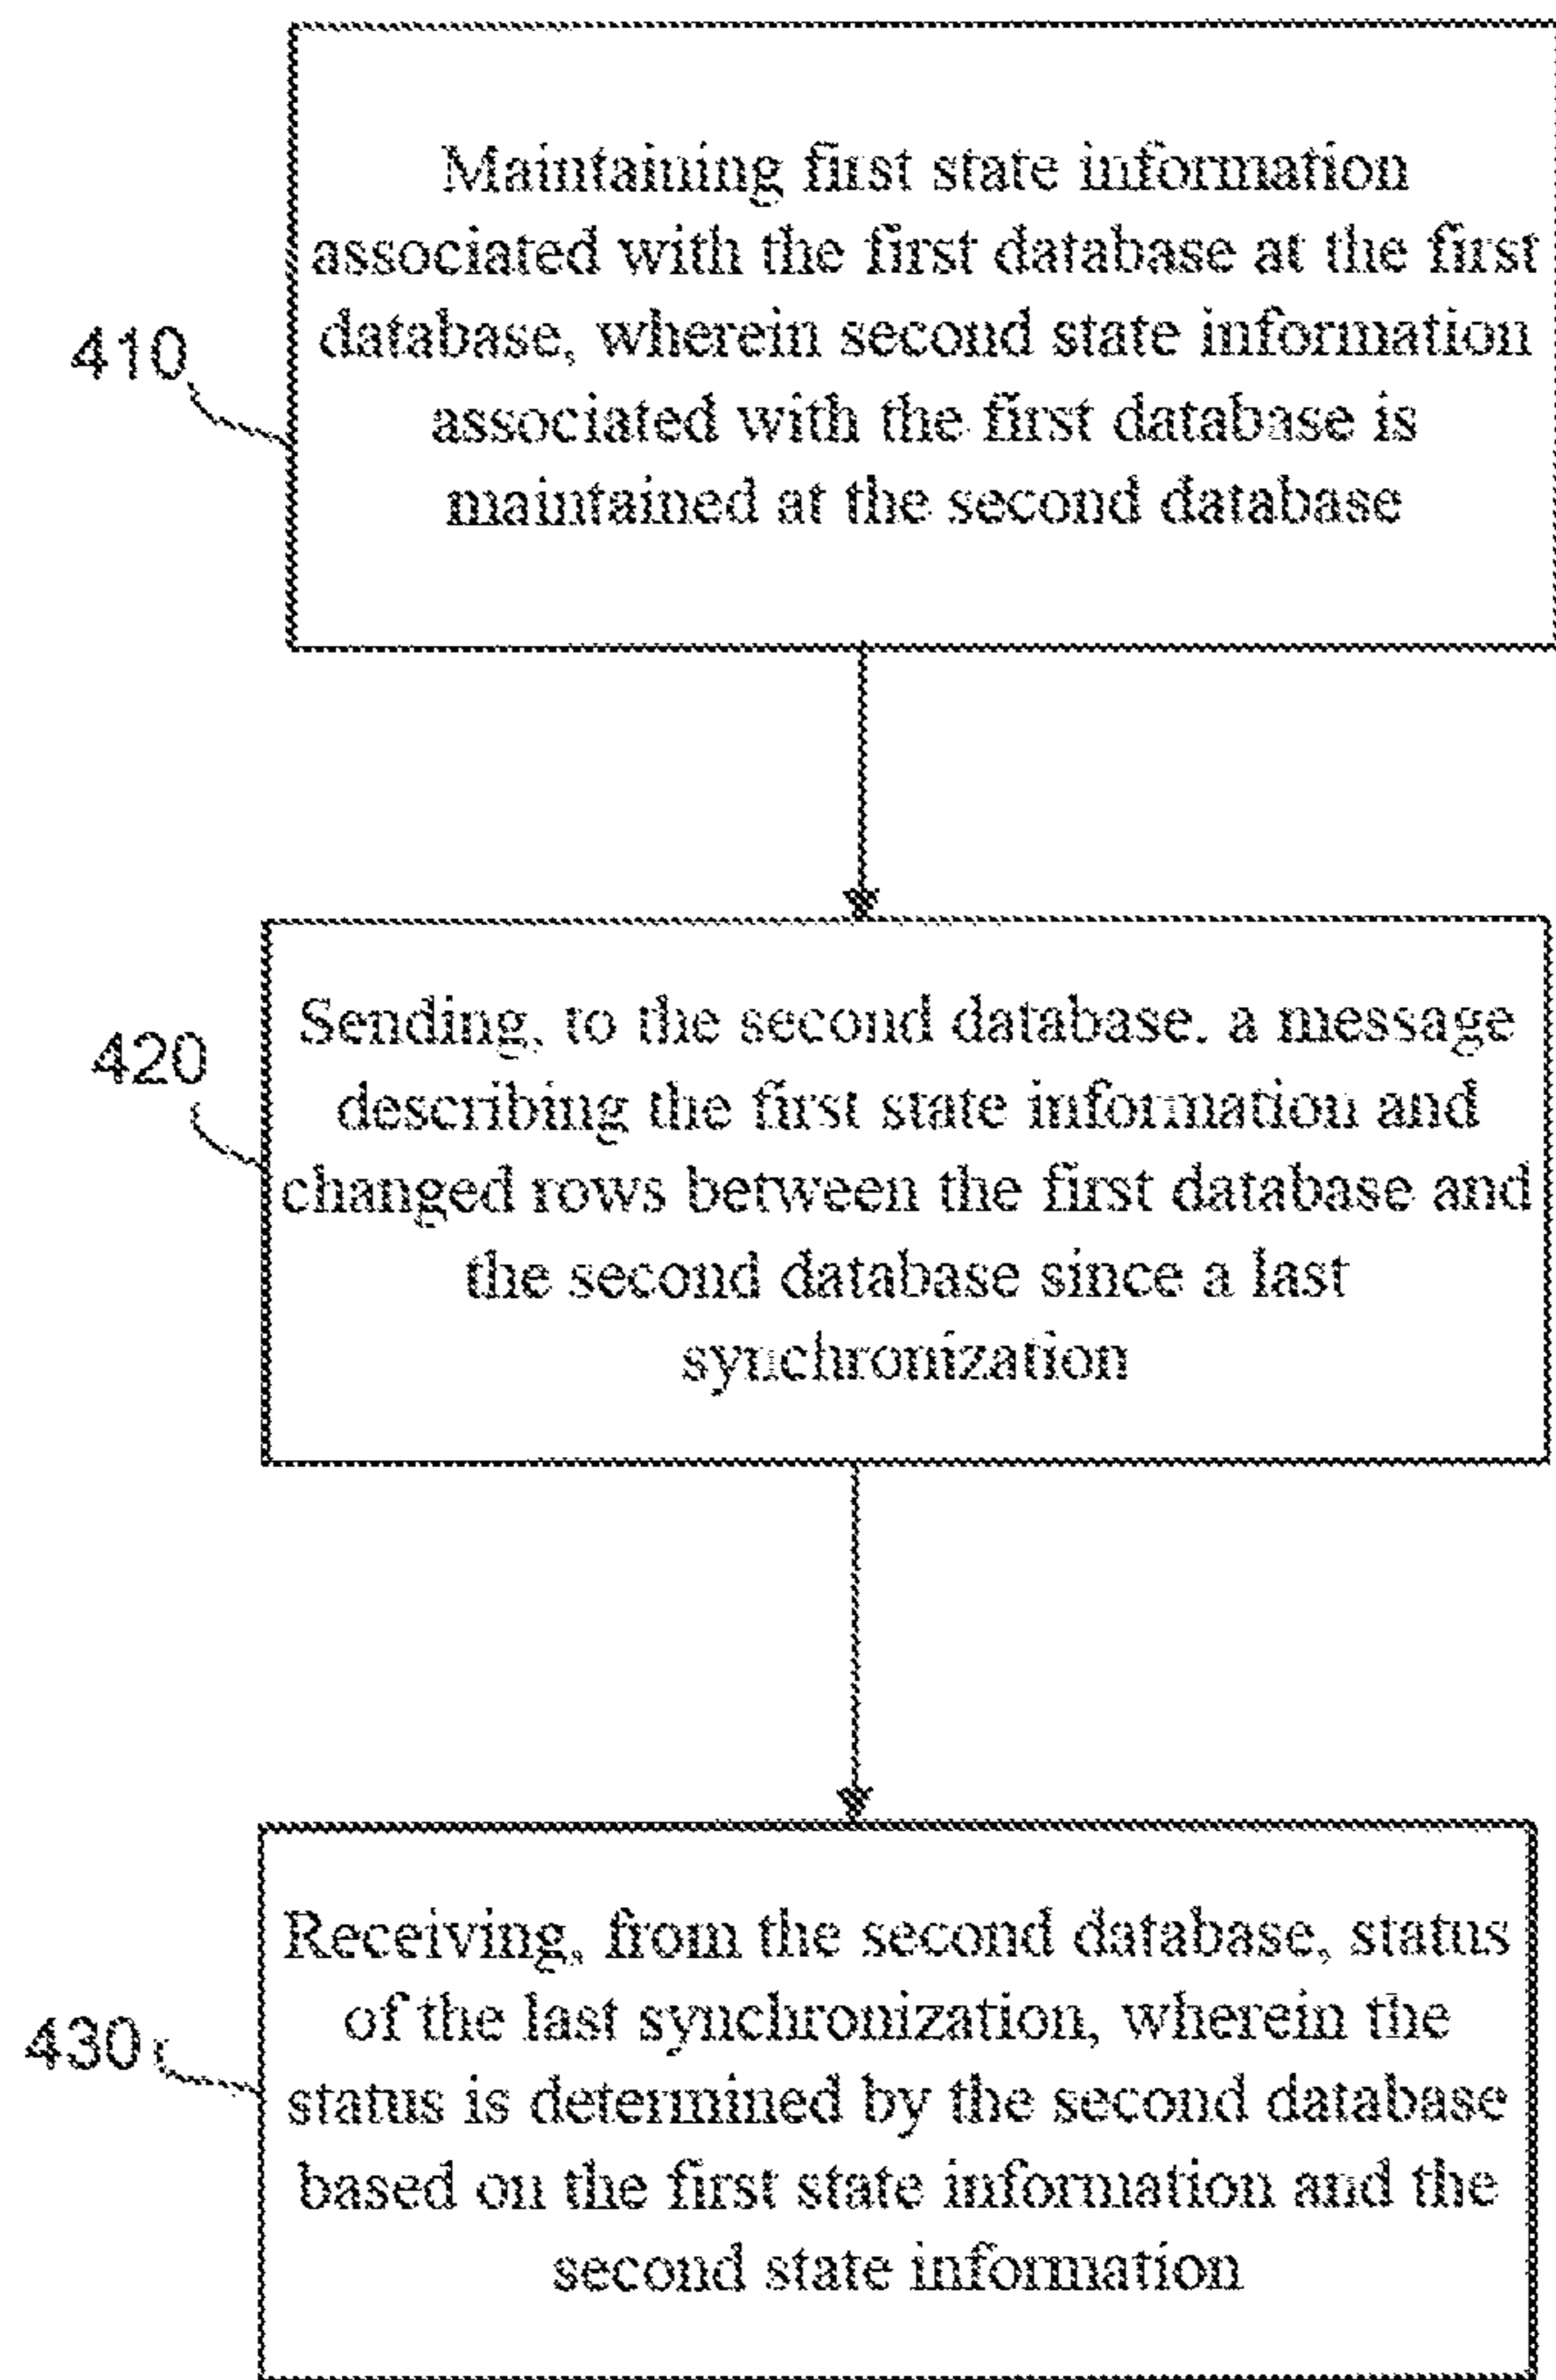 Maintaining first state information
associated with the first database at the first
database, wherein second state information
associated with the first database is
maintained at the second database
410
Sending, to the second database, a message
describing the first state information and
changed rows between the first database and
the second database since a last
synchronization
420
Receiving, from the second database, status
of the last synchronization, wherein the
status is determined by the second database
based on the first state information and the
second state information
430